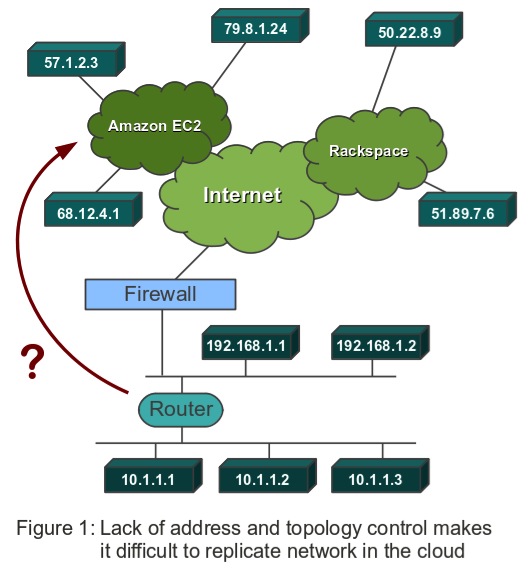 79.8.1.24
50.22.8.9
57.1.2.3
Amazon EC2
Rackspace
Internet
68.12.4.1
51.89.7.6
Firewall
192.168.1.1
192.168.1.2
?
Router
10.1.1.1
10.1.1.2
10.1.1.3
Figure 1: Lack of address and topology control makes
it difficult to replicate network in the cloud